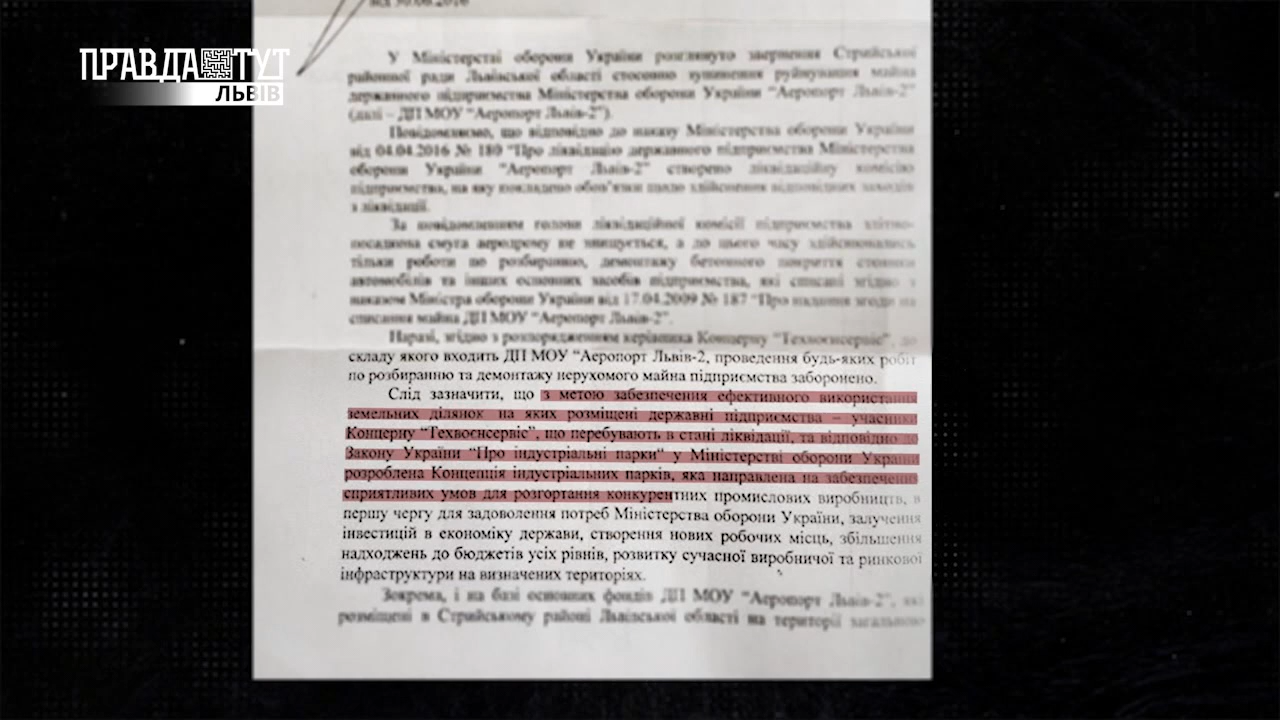 ПРАВДА ТУТ
ЛЬВІВ
від 30.06.2016
У Міністерстві оборони України розглянуто звернення Стрийської
районної ради Львівської області стосовно зупинення руйнування майна
державного підприємства Міністерства оборони України “Аеропорт Львів-2”
(далі – ДП МОУ “Аеропорт Львів-2”).
Повідомляємо, що відповідно до наказу Міністерства оборони України
від 04.04.2016 № 180 “Про ліквідацію державного підприємства Міністерства
оборони України “Аеропорт Львів-2” створено ліквідаційну комісію
підприємства, на яку покладено обов’язки щодо здійснення відповідних заходів
з ліквідації.
За повідомленням голови ліквідаційної комісії підприємства злітно-
посадкова смуга аеродрому не знищується, а до цього часу здійснювались
тільки роботи по розбиранню, демонтажу бетонного покриття стоянки
автомобілів та інших основних засобів підприємства, які списані згідно з
наказом Міністра оборони України від 17.04.2009 № 187 “Про надання згоди на
списання майна ДП МОУ “Аеропорт Львів-2”.
Наразі, згідно з розпорядженням керівника Концерну “Техвоєнсервіс”, до
складу якого входить ДП МОУ “Аеропорт Львів-2, проведення будь-яких робіт
по розбиранню та демонтажу нерухомого майна підприємства заборонено.
Слід зазначити, що з метою забезпечення ефективного використання
земельних ділянок на яких розміщені державні підприємства – учасники
Концерну “Техвоєнсервіс”, що перебувають в стані ліквідації, та відповідно до
Закону України “Про індустріальні парки“ у Міністерстві оборони України
розроблена Концепція індустріальних парків, яка направлена на забезпечення
сприятливих умов для розгортання конкурентних промислових виробництв, в
першу чергу для задоволення потреб Міністерства оборони України, залучення
інвестицій в економіку держави, створення нових робочих місць, збільшення
надходжень до бюджетів усіх рівнів, розвитку сучасної виробничої та ринкової
інфраструктури на визначених територіях.
Зокрема, і на базі основних фондів ДП МОУ “Аеропорт Львів-2”, які
розміщені в Стрийському районі Львівської області на території загальною